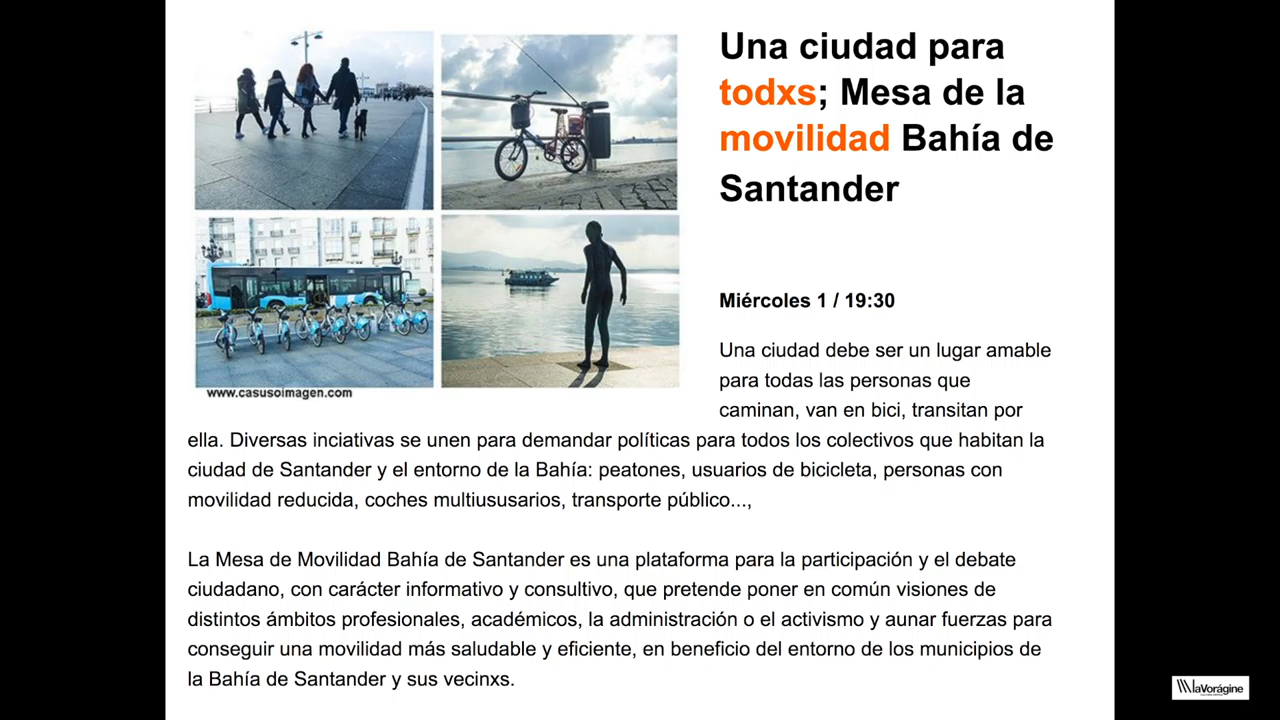 Una ciudad para
todxs; Mesa de la
movilidad Bahía de
Santander
Miércoles 1 / 19:30
Una ciudad debe ser un lugar amable
para todas las personas que
caminan, van en bici, transitan por
www.casusoimagen.com
ella. Diversas inciativas se unen para demandar políticas para todos los colectivos que habitan la
ciudad de Santander y el entorno de la Bahía: peatones, usuarios de bicicleta, personas con
movilidad reducida, coches multiususarios, transporte público...,
La Mesa de Movilidad Bahía de Santander es una plataforma para la participación y el debate
ciudadano, con carácter informativo y consultivo, que pretende poner en común visiones de
distintos ámbitos profesionales, académicos, la administración o el activismo y aunar fuerzas para
conseguir una movilidad más saludable y eficiente, en beneficio del entorno de los municipios de
la Bahía de Santander y sus vecinxs.
laVorágine